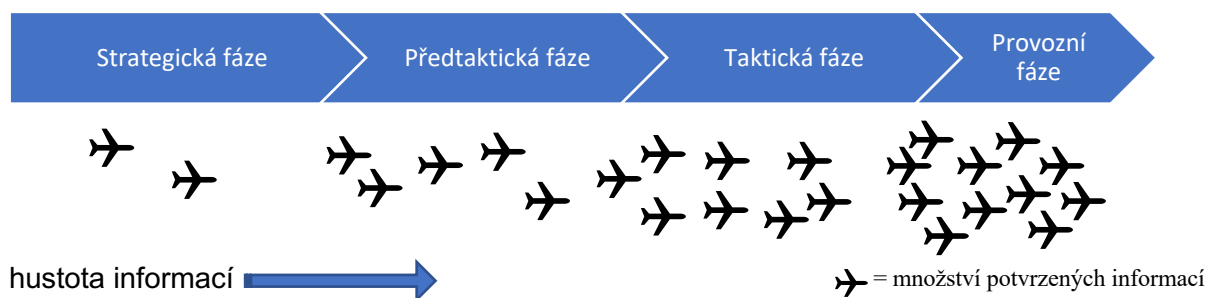 Strategická fáze
Předtaktická fáze
Taktická fáze
Provozní
fáze
hustota informací
= množství potvrzených informací